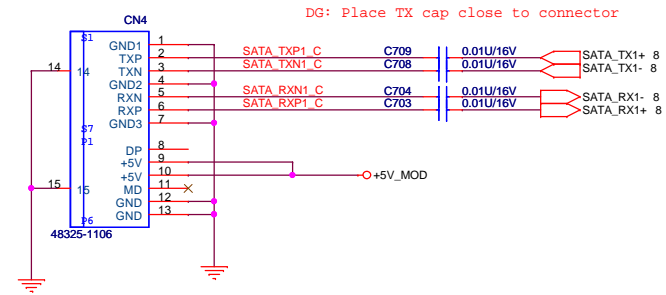 DG: Place TX cap close to connector
CN4
S1
GND1 1
TXP 2 SATA_TXP1_C C709 0.01U/16V SATA_TX1+ 8
14 14 TXN 3 SATA_TXN1_C C708 0.01U/16V SATA_TX1- 8
GND2 4
RXN 5 SATA_RXN1_C C704 0.01U/16V SATA_RX1- 8
RXP 6 SATA_RXP1_C C703 0.01U/16V SATA_RX1+ 8
S7 GND3 7
P1
DP 8
+5V 9
+5V 10 +5V_MOD
15 15 MD 11
GND 12
P6 GND 13
48325-1106